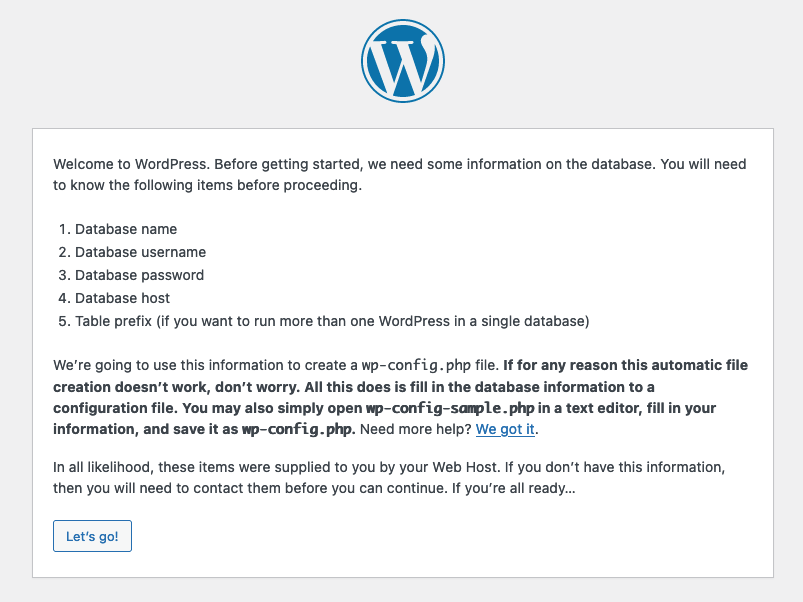 Welcome to WordPress. Before getting started, we need some information on the database. You will need
to know the following items before proceeding.
1. Database name
2. Database username
3. Database password
4. Database host
5. Table prefix (if you want to run more than one WordPress in a single database)
We’re going to use this information to create a wp-config.php file. If for any reason this automatic file
creation doesn’t work, don’t worry. All this does is fill in the database information to a
configuration file. You may also simply open wp-config-sample.php in a text editor, fill in your
information, and save it as wp-config.php. Need more help? We got it.
In all likelihood, these items were supplied to you by your Web Host. If you don’t have this information,
then you will need to contact them before you can continue. If you’re all ready…
Let’s go!